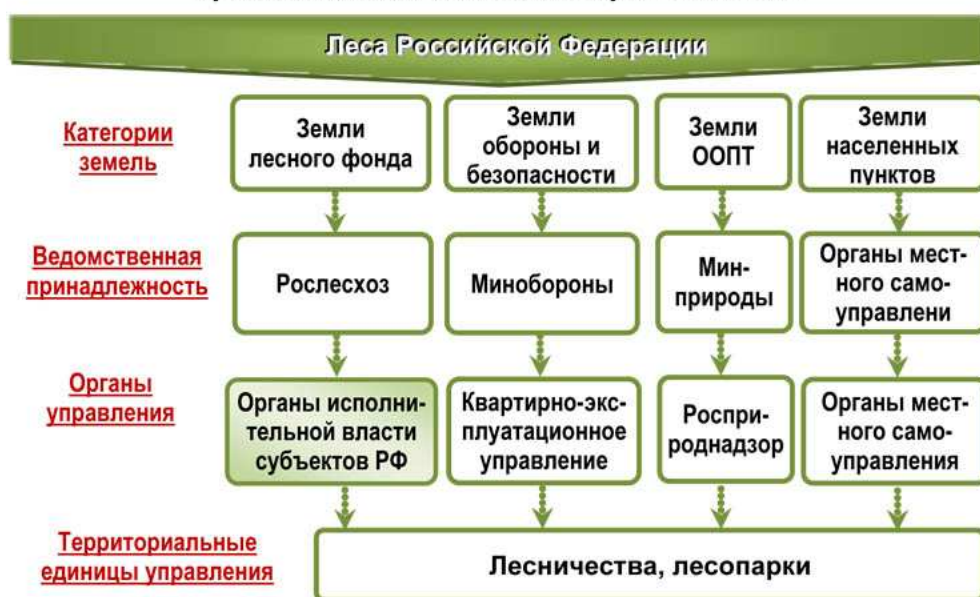 Леса Российской Федерации
Категории
земель
Земли
лесного фонда
Земли
обороны и
безопасности
Земли
ООПТ
Земли
населенных
пунктов
Ведомственная
принадлежность
Рослесхоз
Минобороны
Мин-
природы
Органы мест-
ного само-
управлени
Органы
управления
Органы исполни-
тельной власти
субъектов РФ
Квартирно-экс-
плуатационное
управление
Роспри-
роднадзор
Органы мест-
ного само-
управления
Территориальные
единицы управления
Лесничества, лесопарки